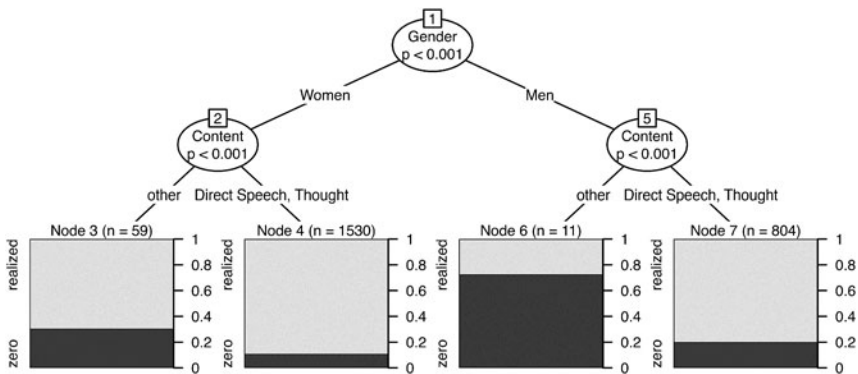 1
Gender
p < 0.001
Women
Men
2
Content
p < 0.001
5
Content
p < 0.001
other
Direct Speech, Thought
other
Direct Speech, Thought
Node 3 (n = 59)
realized
zero
1
0.8
0.6
0.4
0.2
0
Node 4 (n = 1530)
realized
zero
1
0.8
0.6
0.4
0.2
0
Node 6 (n = 11)
realized
zero
1
0.8
0.6
0.4
0.2
0
Node 7 (n = 804)
realized
zero
1
0.8
0.6
0.4
0.2
0